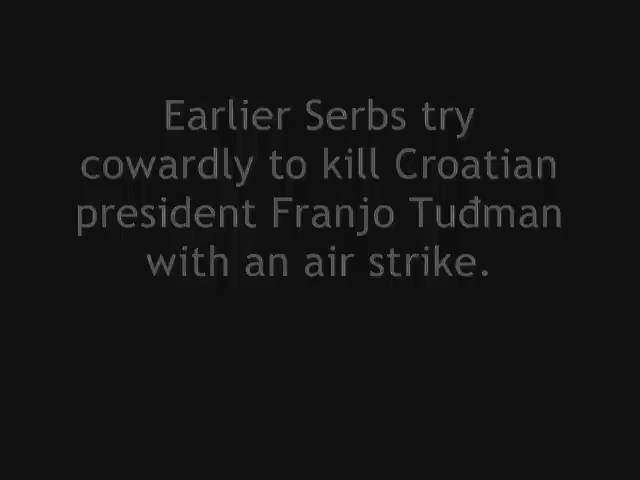 Earlier Serbs try
cowardly to kill Croatian
president Franjo Tuđman
with an air strike.